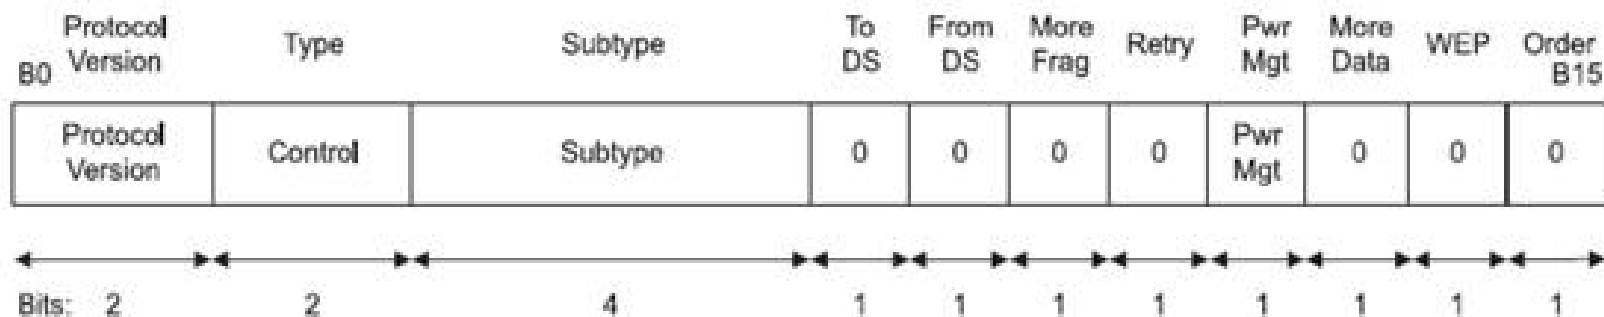 Protocol Version Type Subtype To DS From DS More Frag Retry Pwr Mgt More Data WEP Order
B0 B15
Protocol Version Control Subtype 0 0 0 0 Pwr Mgt 0 0 0
Bits: 2 2 4 1 1 1 1 1 1 1 1